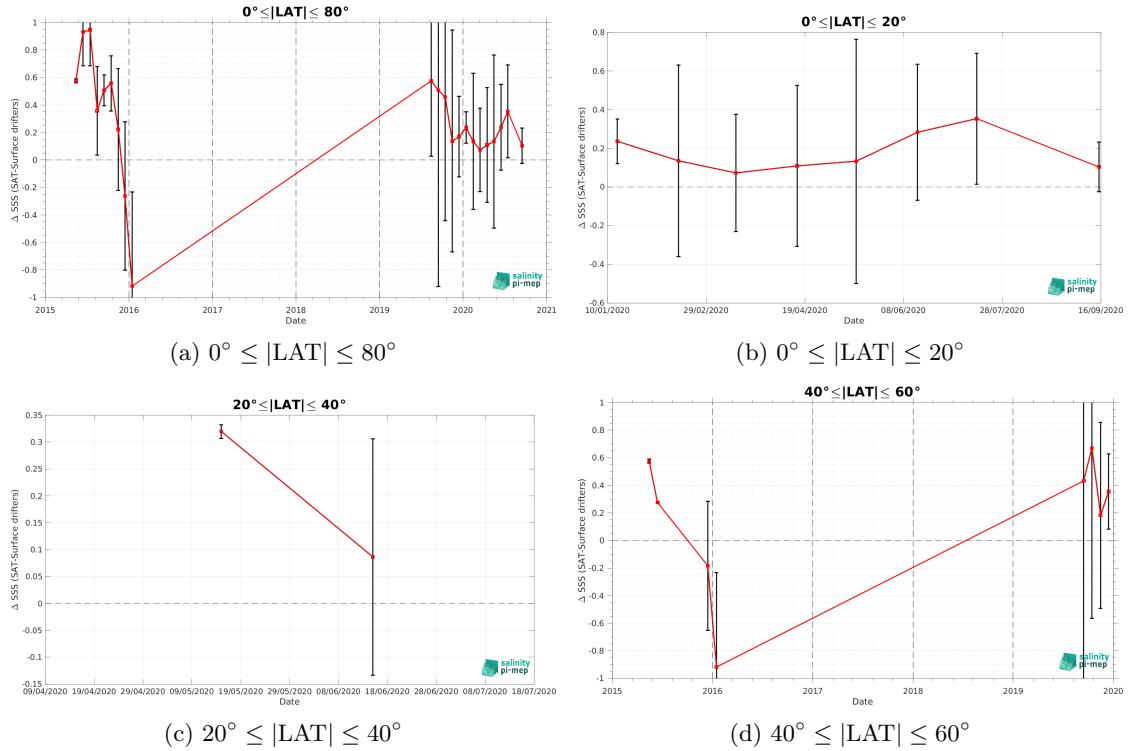 0°≤|LAT|≤ 80°
1
0.8
0.6
0.4
0.2
0
-0.2
-0.4
-0.6
-0.8
-1
Δ SSS (SAT-Surface drifters)
2015
2016
2017
2018
2019
2020
2021
Date
salinity
pi-mep
(a) 0° ≤ |LAT| ≤ 80°
0°≤|LAT|≤ 20°
0.8
0.6
0.4
0.2
0
-0.2
-0.4
-0.6
Δ SSS (SAT-Surface drifters)
10/01/2020
29/02/2020
19/04/2020
08/06/2020
28/07/2020
16/09/2020
Date
salinity
pi-mep
(b) 0° ≤ |LAT| ≤ 20°
20°≤|LAT|≤ 40°
0.35
0.3
0.25
0.2
0.15
0.1
0.05
0
-0.05
-0.1
-0.15
Δ SSS (SAT-Surface drifters)
09/04/2020
19/04/2020
29/04/2020
09/05/2020
19/05/2020
29/05/2020
08/06/2020
18/06/2020
28/06/2020
08/07/2020
18/07/2020
Date
salinity
pi-mep
(c) 20° ≤ |LAT| ≤ 40°
40°≤|LAT|≤ 60°
1
0.8
0.6
0.4
0.2
0
-0.2
-0.4
-0.6
-0.8
-1
Δ SSS (SAT-Surface drifters)
2015
2016
2017
2018
2019
2020
Date
salinity
pi-mep
(d) 40° ≤ |LAT| ≤ 60°